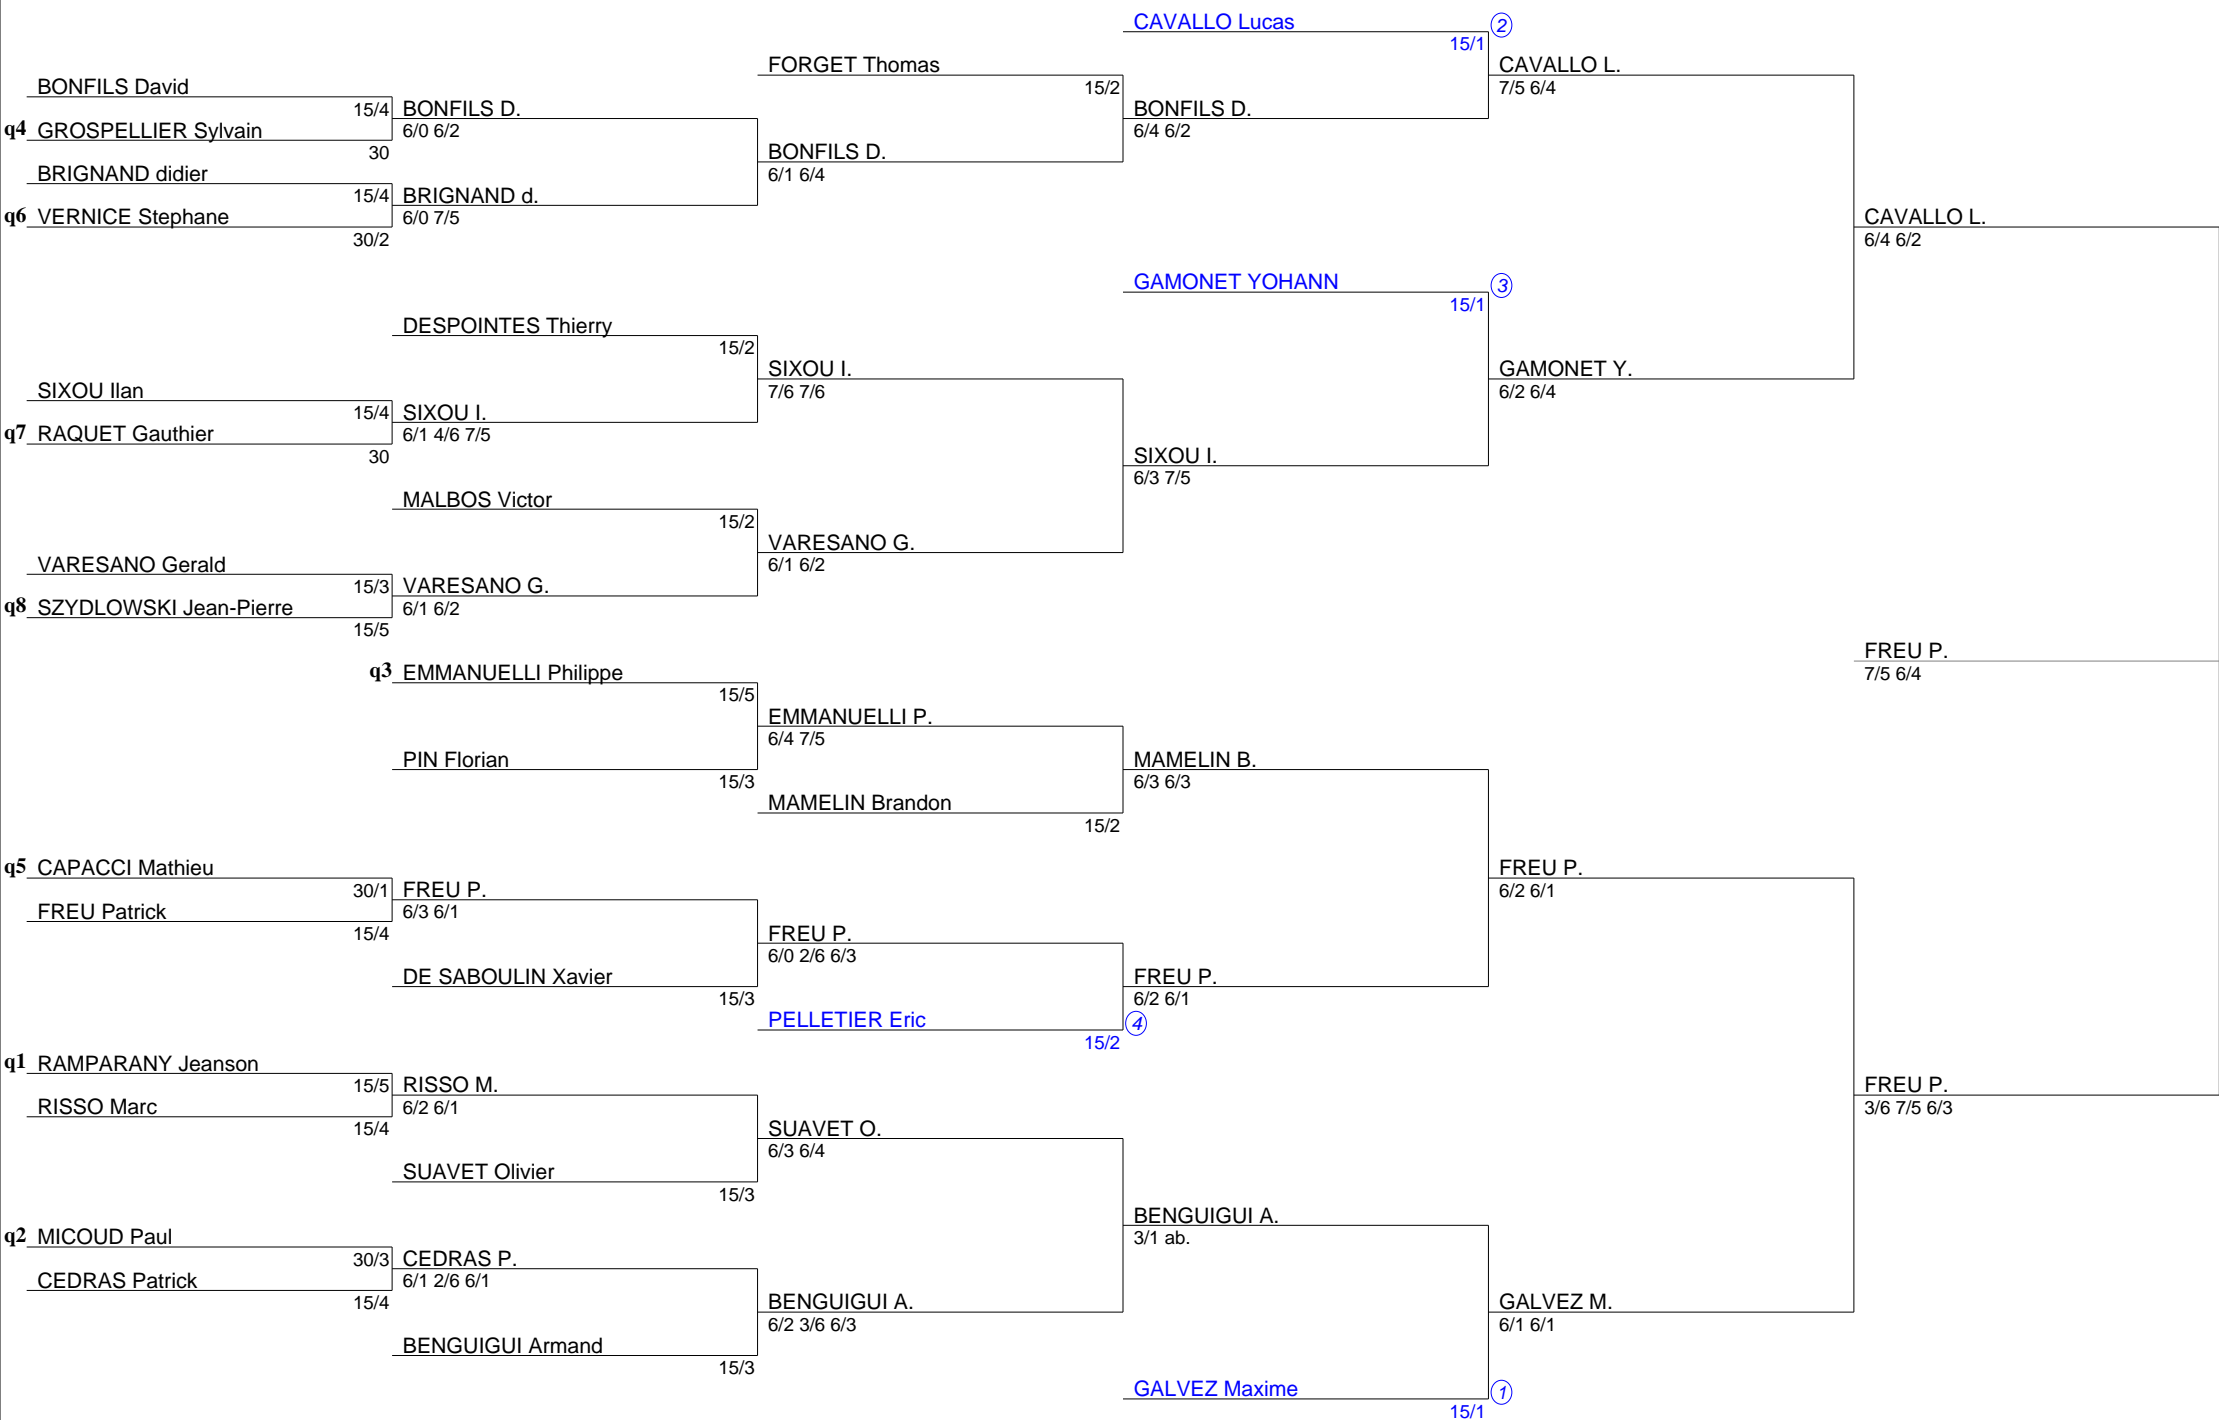 CAVALLO Lucas
2
15/1
FORGET Thomas
15/2
CAVALLO L.
7/5 6/4
BONFILS David
15/4
BONFILS D.
6/0 6/2
BONFILS D.
6/4 6/2
q4 GROSPELLIER Sylvain
30
BONFILS D.
6/1 6/4
BRIGNAND didier
15/4
BRIGNAND d.
6/0 7/5
q6 VERNICE Stephane
30/2
CAVALLO L.
6/4 6/2
GAMONET YOHANN
3
15/1
DESPOINTES Thierry
15/2
SIXOU I.
7/6 7/6
GAMONET Y.
6/2 6/4
SIXOU Ilan
15/4
SIXOU I.
6/1 4/6 7/5
q7 RAQUET Gauthier
30
SIXOU I.
6/3 7/5
MALBOS Victor
15/2
VARESANO G.
6/1 6/2
VARESANO Gerald
15/3
VARESANO G.
6/1 6/2
q8 SZYDLOWSKI Jean-Pierre
15/5
FREU P.
7/5 6/4
q3 EMMANUELLI Philippe
15/5
EMMANUELLI P.
6/4 7/5
PIN Florian
15/3
MAMELIN B.
6/3 6/3
MAMELIN Brandon
15/2
q5 CAPACCI Mathieu
30/1
FREU P.
6/3 6/1
FREU P.
6/2 6/1
FREU Patrick
15/4
FREU P.
6/0 2/6 6/3
DE SABOULIN Xavier
15/3
FREU P.
6/2 6/1
PELLETIER Eric
4
15/2
q1 RAMPARANY Jeanson
15/5
RISSO M.
6/2 6/1
RISSO Marc
15/4
FREU P.
3/6 7/5 6/3
SUAVET O.
6/3 6/4
SUAVET Olivier
15/3
BENGUIGUI A.
3/1 ab.
q2 MICOUD Paul
30/3
CEDRAS P.
6/1 2/6 6/1
CEDRAS Patrick
15/4
BENGUIGUI A.
6/2 3/6 6/3
GALVEZ M.
6/1 6/1
BENGUIGUI Armand
15/3
GALVEZ Maxime
1
15/1